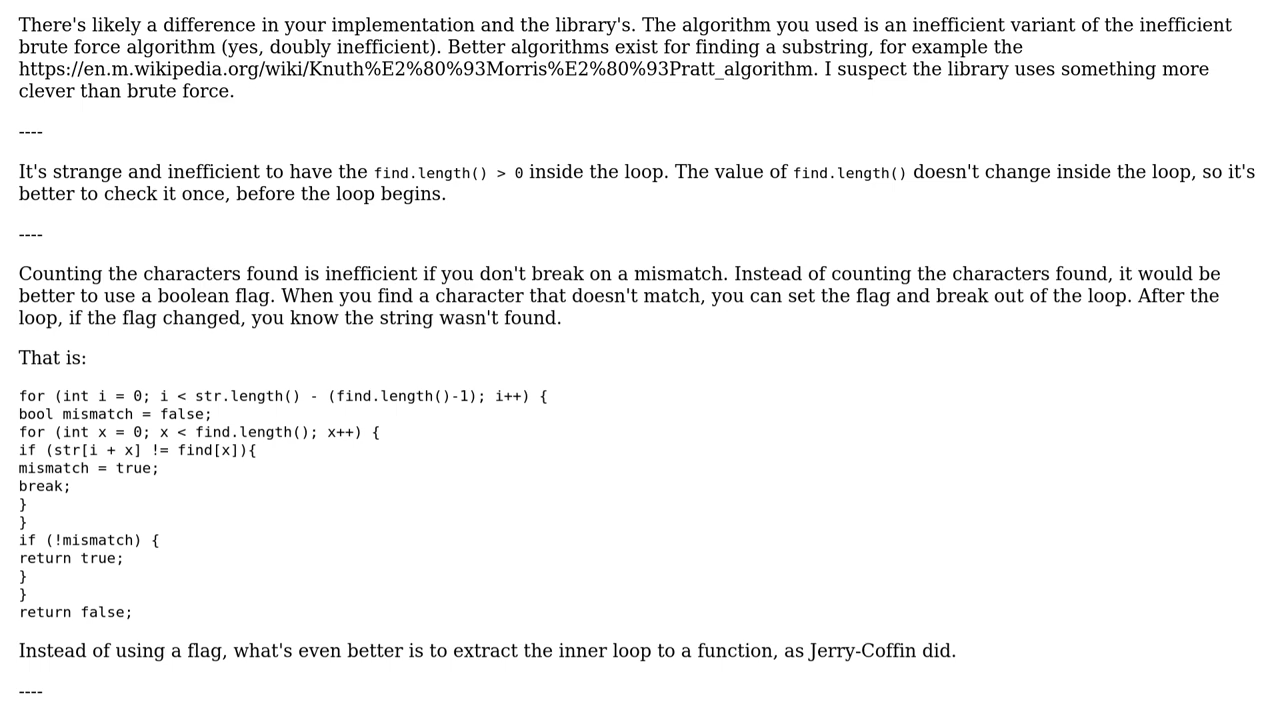 There's likely a difference in your implementation and the library's. The algorithm you used is an inefficient variant of the inefficient
brute force algorithm (yes, doubly inefficient). Better algorithms exist for finding a substring, for example the
https://en.m.wikipedia.org/wiki/Knuth%E2%80%93Morris%E2%80%93Pratt_algorithm. I suspect the library uses something more
clever than brute force.
----
It's strange and inefficient to have the find.length() > 0 inside the loop. The value of find.length() doesn't change inside the loop, so it's
better to check it once, before the loop begins.
----
Counting the characters found is inefficient if you don't break on a mismatch. Instead of counting the characters found, it would be
better to use a boolean flag. When you find a character that doesn't match, you can set the flag and break out of the loop. After the
loop, if the flag changed, you know the string wasn't found.
That is:
for (int i = 0; i < str.length() - (find.length()-1); i++) {
bool mismatch = false;
for (int x = 0; x < find.length(); x++) {
if (str[i + x] != find[x]){
mismatch = true;
break;
}
}
if (!mismatch) {
return true;
}
}
return false;
Instead of using a flag, what's even better is to extract the inner loop to a function, as Jerry-Coffin did.
----